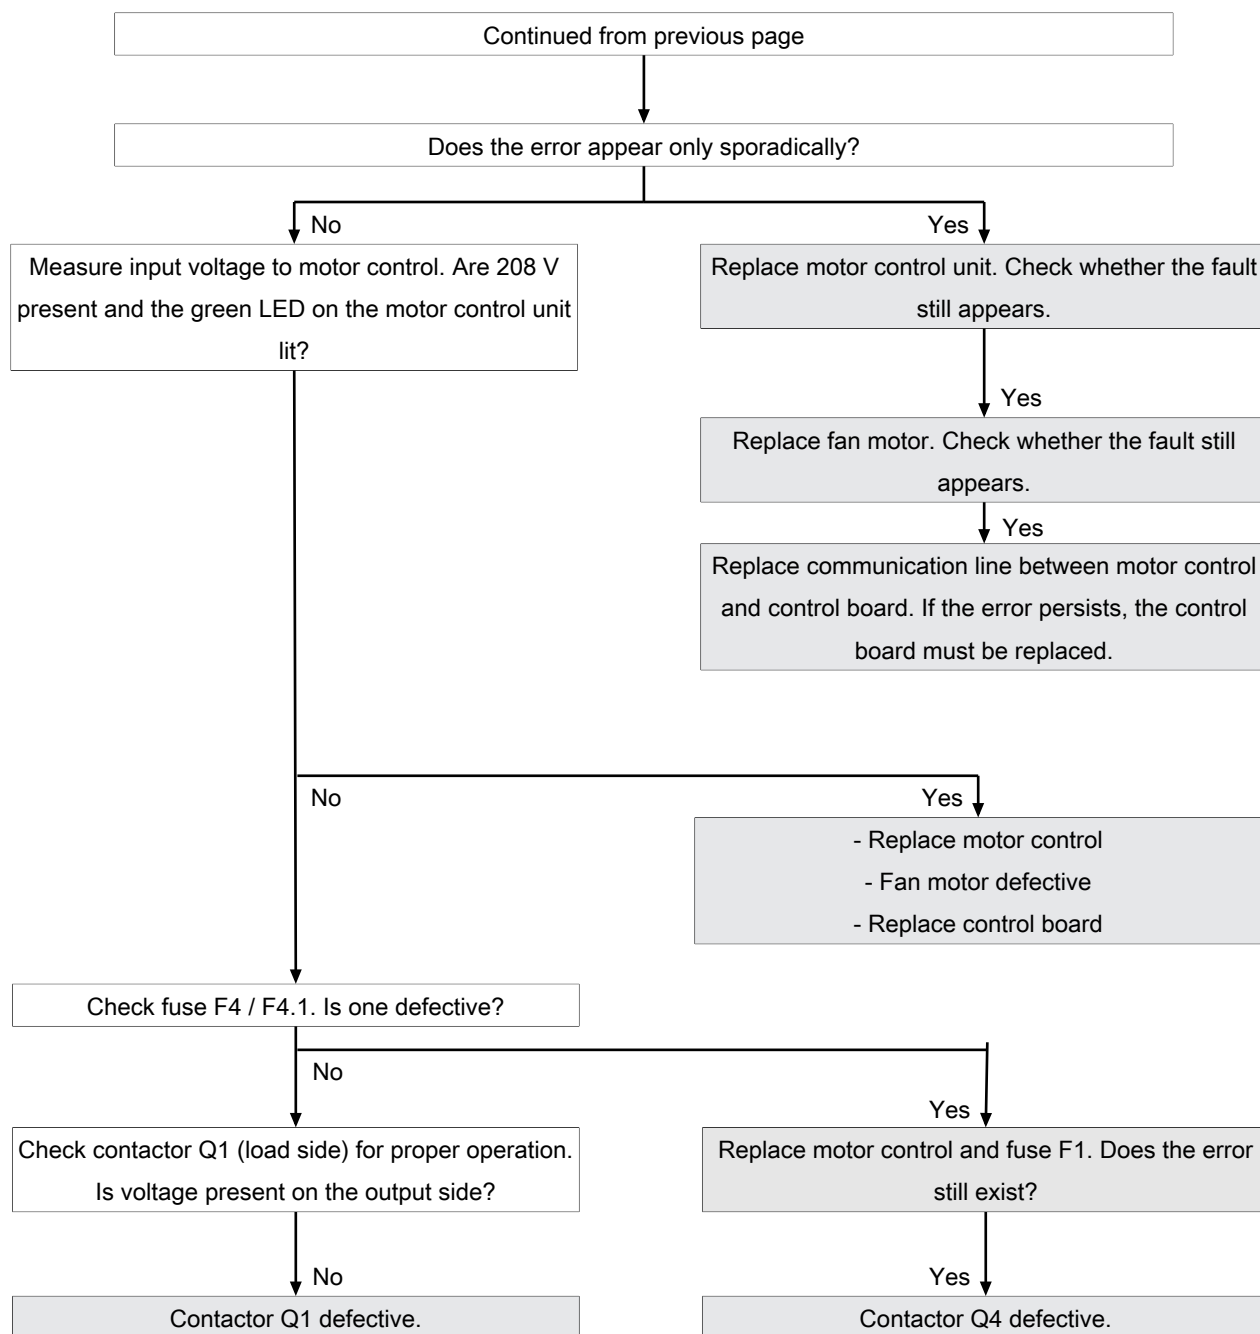 Continued from previous page
Does the error appear only sporadically?
No
Yes
Measure input voltage to motor control. Are 208 V
present and the green LED on the motor control unit
lit?
Replace motor control unit. Check whether the fault
still appears.
Yes
Replace fan motor. Check whether the fault still
appears.
Yes
Replace communication line between motor control
and control board. If the error persists, the control
board must be replaced.
No
Yes
- Replace motor control
- Fan motor defective
- Replace control board
Check fuse F4 / F4.1. Is one defective?
No
Yes
Check contactor Q1 (load side) for proper operation.
Is voltage present on the output side?
Replace motor control and fuse F1. Does the error
still exist?
No
Yes
Contactor Q1 defective.
Contactor Q4 defective.